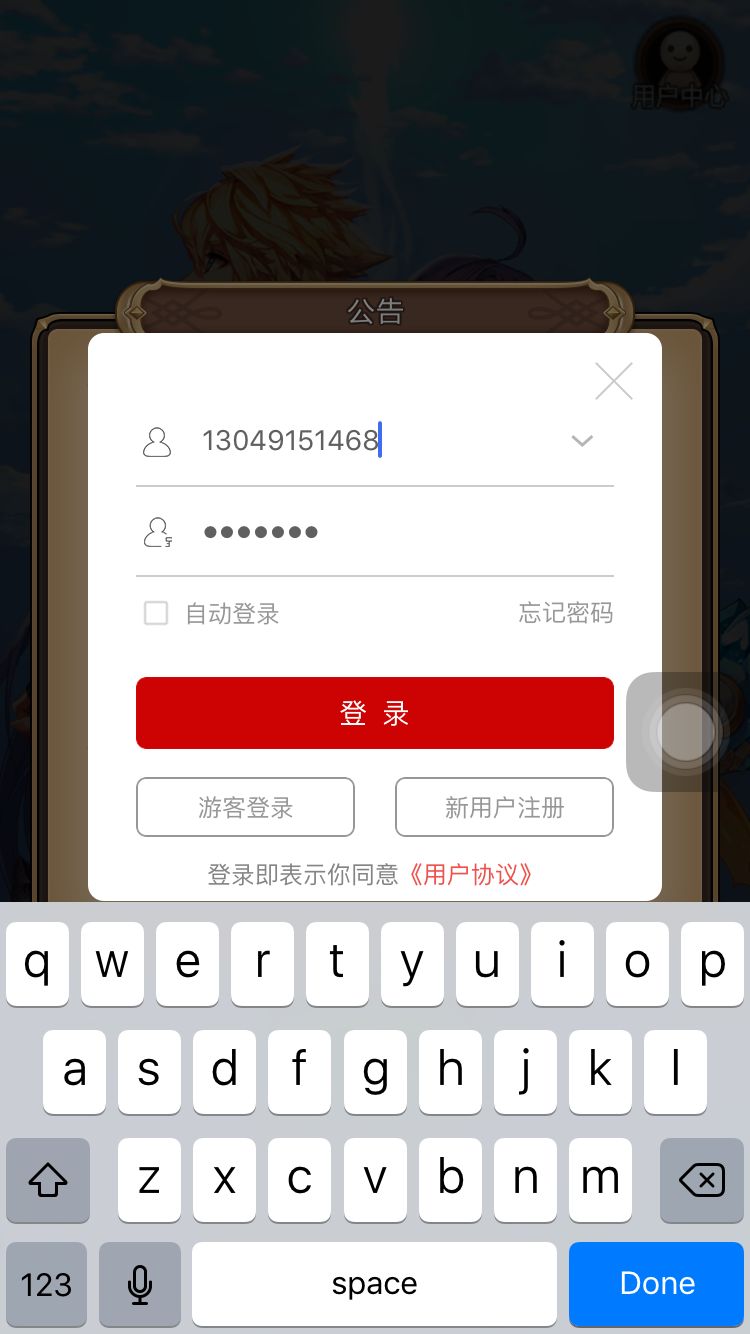 用户中心
公告
13049151468
•••••••
自动登录 忘记密码
登 录
游客登录 新用户注册
登录即表示你同意《用户协议》
q w e r t y u i o p
a s d f g h j k l
z x c v b n m
123 space Done